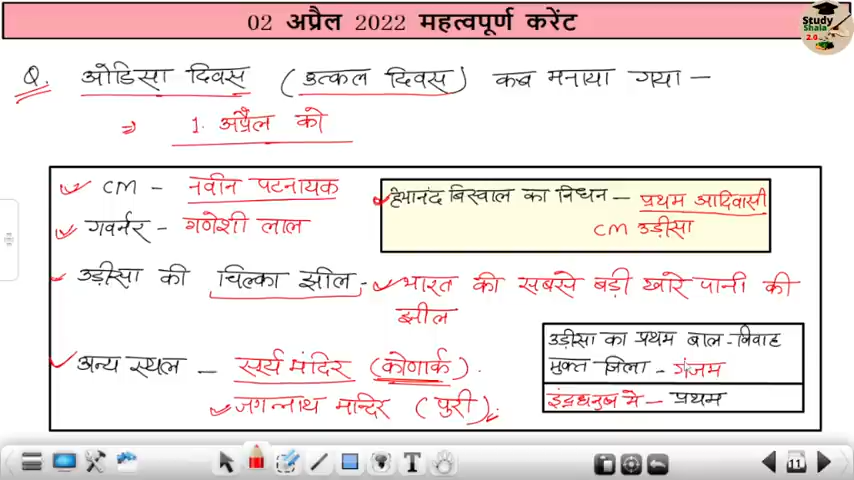 02 अप्रैल 2022 महत्वपूर्ण करेंट
Study
Shala
2.0
Q. ओडिसा दिवस (उत्कल दिवस) कब मनाया गया –
⇒ 1. अप्रैल को
CM – नवीन पटनायक
गवर्नर – गणेशी लाल
हेमानंद बिस्वाल का निधन – प्रथम आदिवासी
CM उड़ीसा
उड़ीसा की चिल्का झील – भारत की सबसे बड़ी खारे पानी की
झील
अन्य स्थल – सूर्य मंदिर (कोणार्क).
जगन्नाथ मन्दिर (पुरी).
उड़ीसा का प्रथम बाल-विवाह
मुक्त जिला – गंजम
इंद्रधनुष मे – प्रथम
11